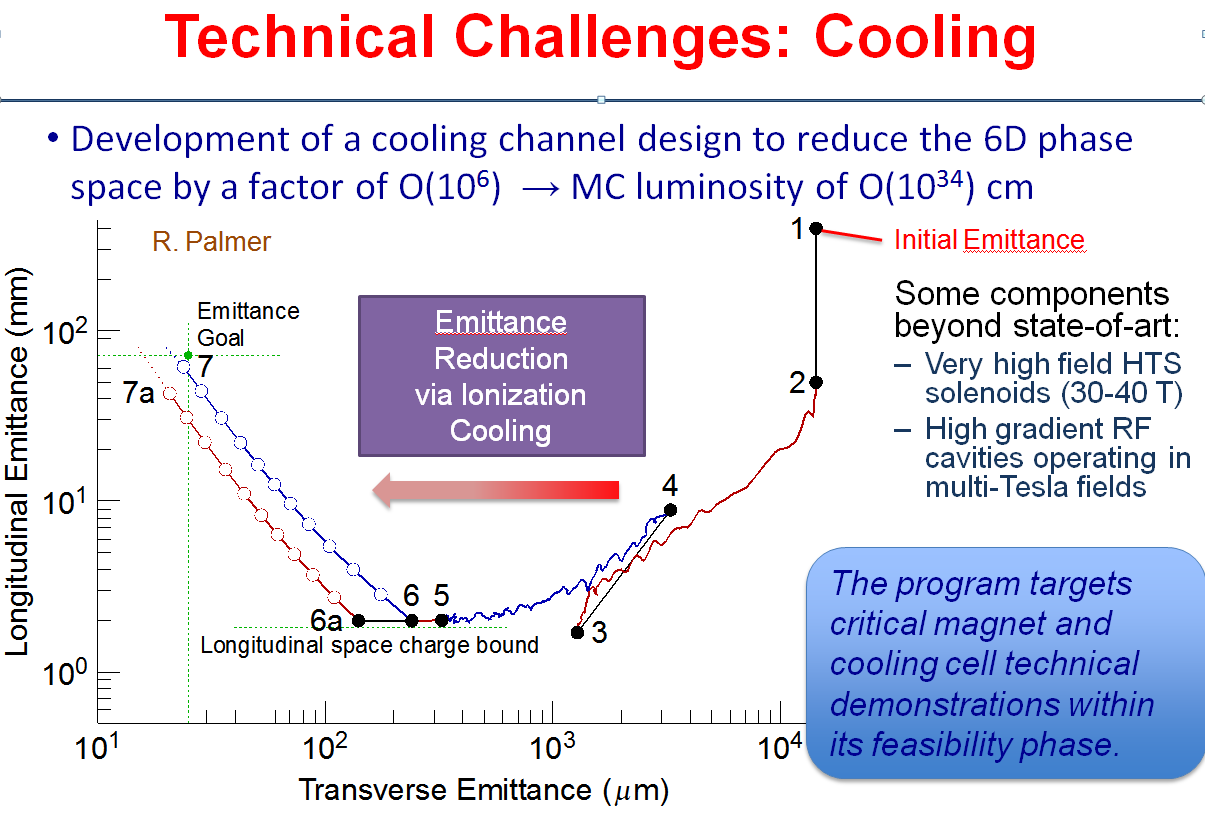 Technical Challenges: Cooling
• Development of a cooling channel design to reduce the 6D phase
space by a factor of O(10⁶) → MC luminosity of O(10³⁴) cm
R. Palmer
1
Initial Emittance
Emittance
Goal
Some components
beyond state-of-art:
– Very high field HTS
solenoids (30-40 T)
– High gradient RF
cavities operating in
multi-Tesla fields
Emittance
Reduction
via Ionization
Cooling
Longitudinal Emittance (mm)
10²
10¹
10⁰
7
7a
2
4
6
5
6a
3
Longitudinal space charge bound
The program targets
critical magnet and
cooling cell technical
demonstrations within
its feasibility phase.
10¹
10²
10³
10⁴
Transverse Emittance (μm)